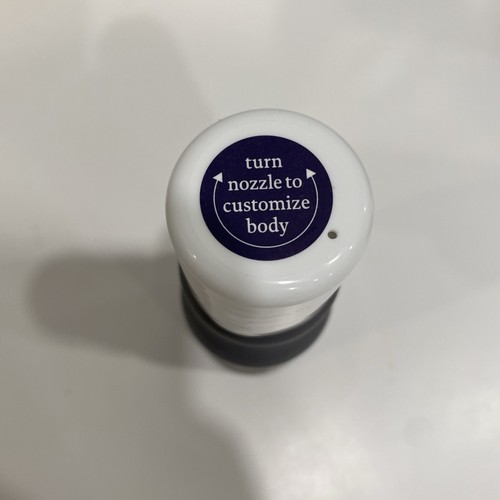 turn
nozzle to
customize
body